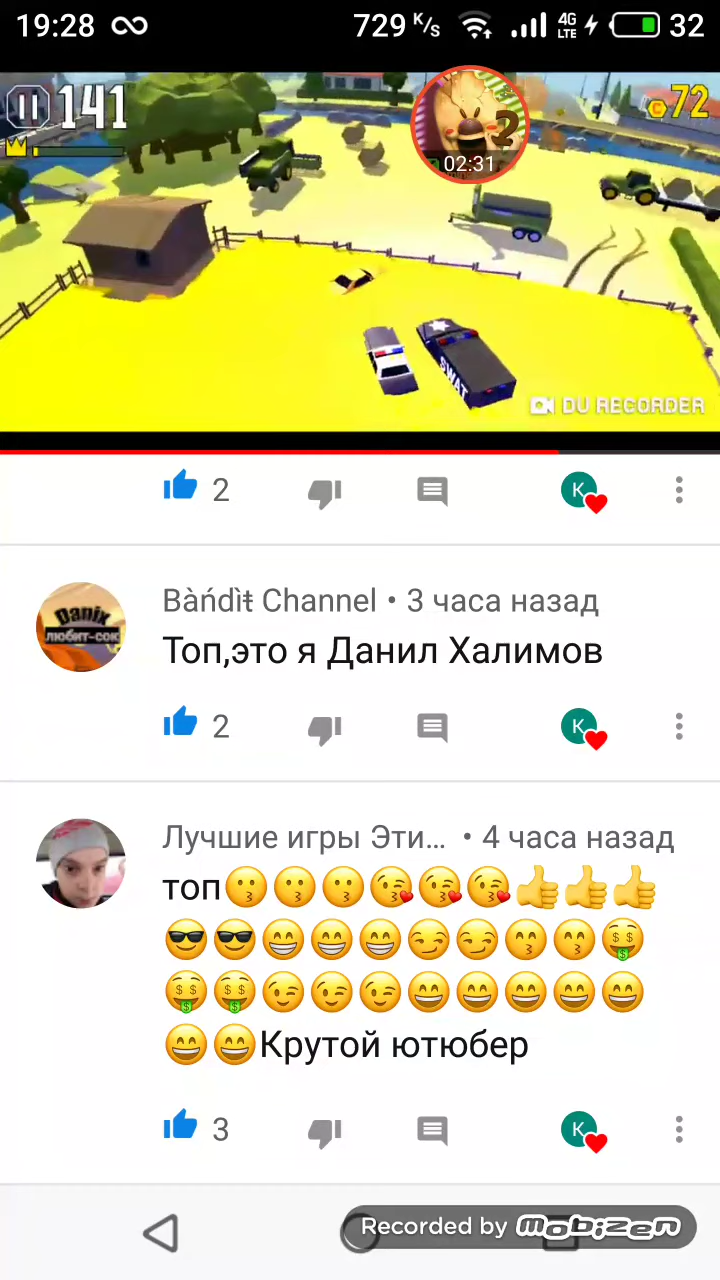 19:28 729 K/s 4G LTE 32
141
72
2
02:31
SWAT
DU RECORDER
2
Bàńdìŧ Channel • 3 часа назад
Топ,это я Данил Халимов
Danix
любит-сок
2
Лучшие игры Эти... • 4 часа назад
топ😗😗😗😘😘😘👍👍👍
😎😎😁😁😁😏😏😙😙🤑
🤑🤑😉😉😉😄😄😄😄😄
😄😄Крутой ютюбер
3
K
K
K
Recorded by mobizen